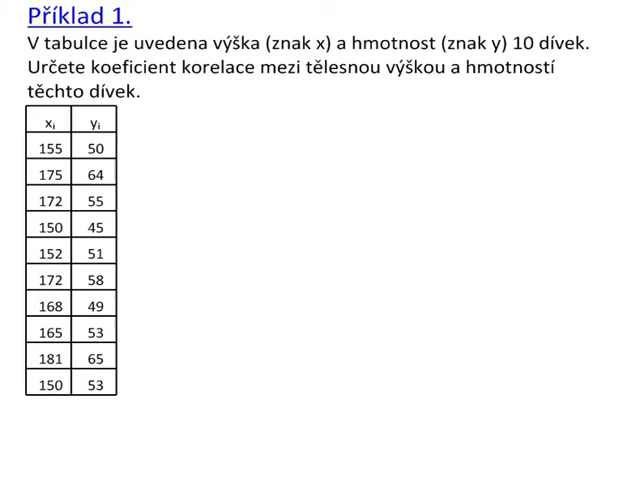 Příklad 1.
V tabulce je uvedena výška (znak x) a hmotnost (znak y) 10 dívek.
Určete koeficient korelace mezi tělesnou výškou a hmotností
těchto dívek.
xᵢ yᵢ
155 50
175 64
172 55
150 45
152 51
172 58
168 49
165 53
181 65
150 53